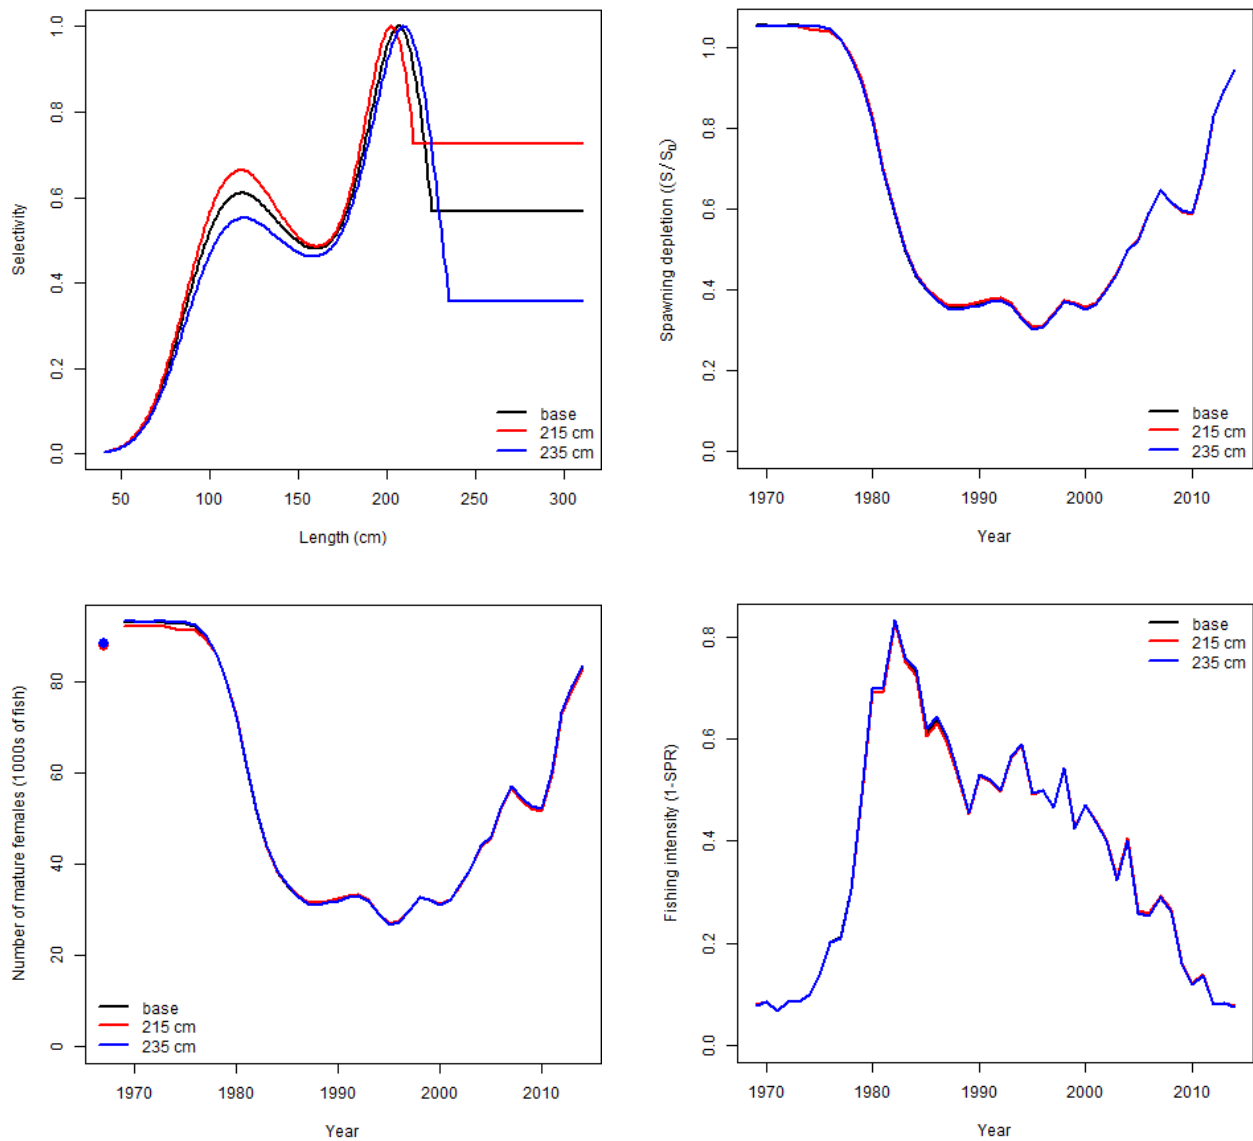 Selectivity
1.0
0.8
0.6
0.4
0.2
0.0
base
215 cm
235 cm
50 100 150 200 250 300
Length (cm)
Spawning depletion ((S/S₀)
1.0
0.8
0.6
0.4
0.2
0.0
base
215 cm
235 cm
1970 1980 1990 2000 2010
Year
Number of mature females (1000s of fish)
80
60
40
20
0
base
215 cm
235 cm
1970 1980 1990 2000 2010
Year
Fishing intensity (1-SPR)
0.8
0.6
0.4
0.2
0.0
base
215 cm
235 cm
1970 1980 1990 2000 2010
Year